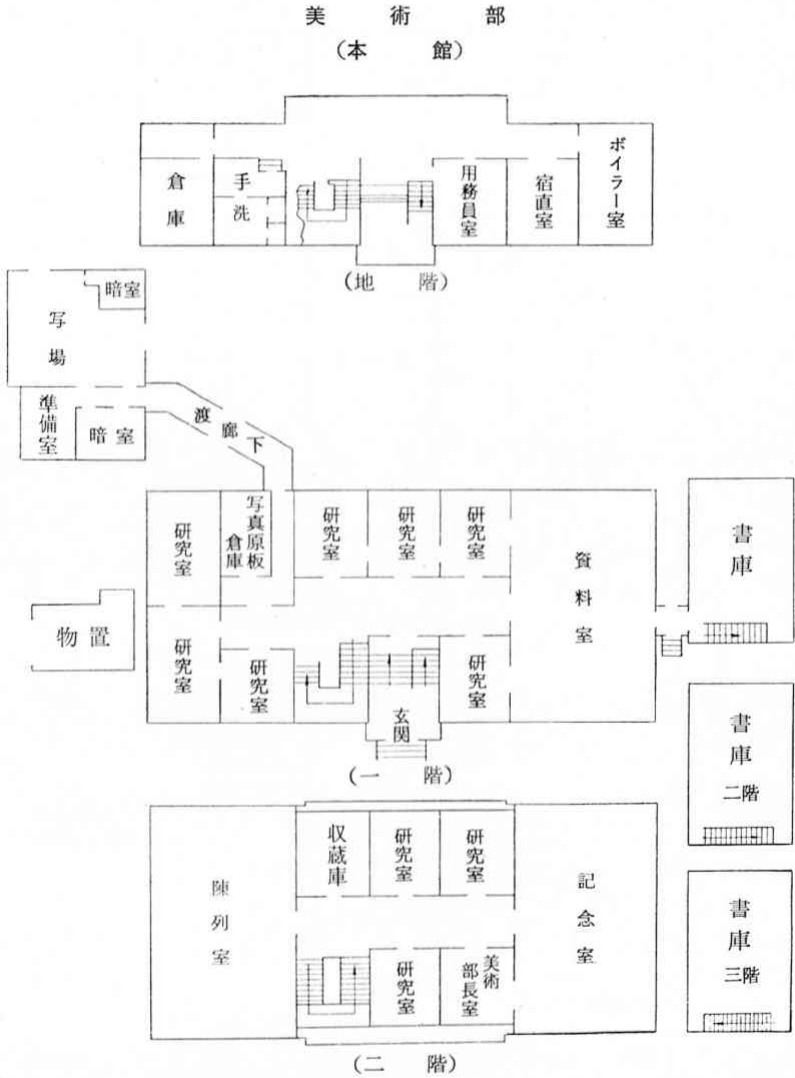 美術部
(本館)
倉庫
手洗
用務員室
宿直室
ボイラー室
(地階)
暗室
写場
準備室
暗室
渡廊下
研究室
写真原板
倉庫
研究室
研究室
研究室
資料室
書庫
物置
研究室
研究室
研究室
玄関
(一階)
書庫
二階
陳列室
収蔵庫
研究室
研究室
記念室
研究室
美術
部長室
書庫
三階
(二階)